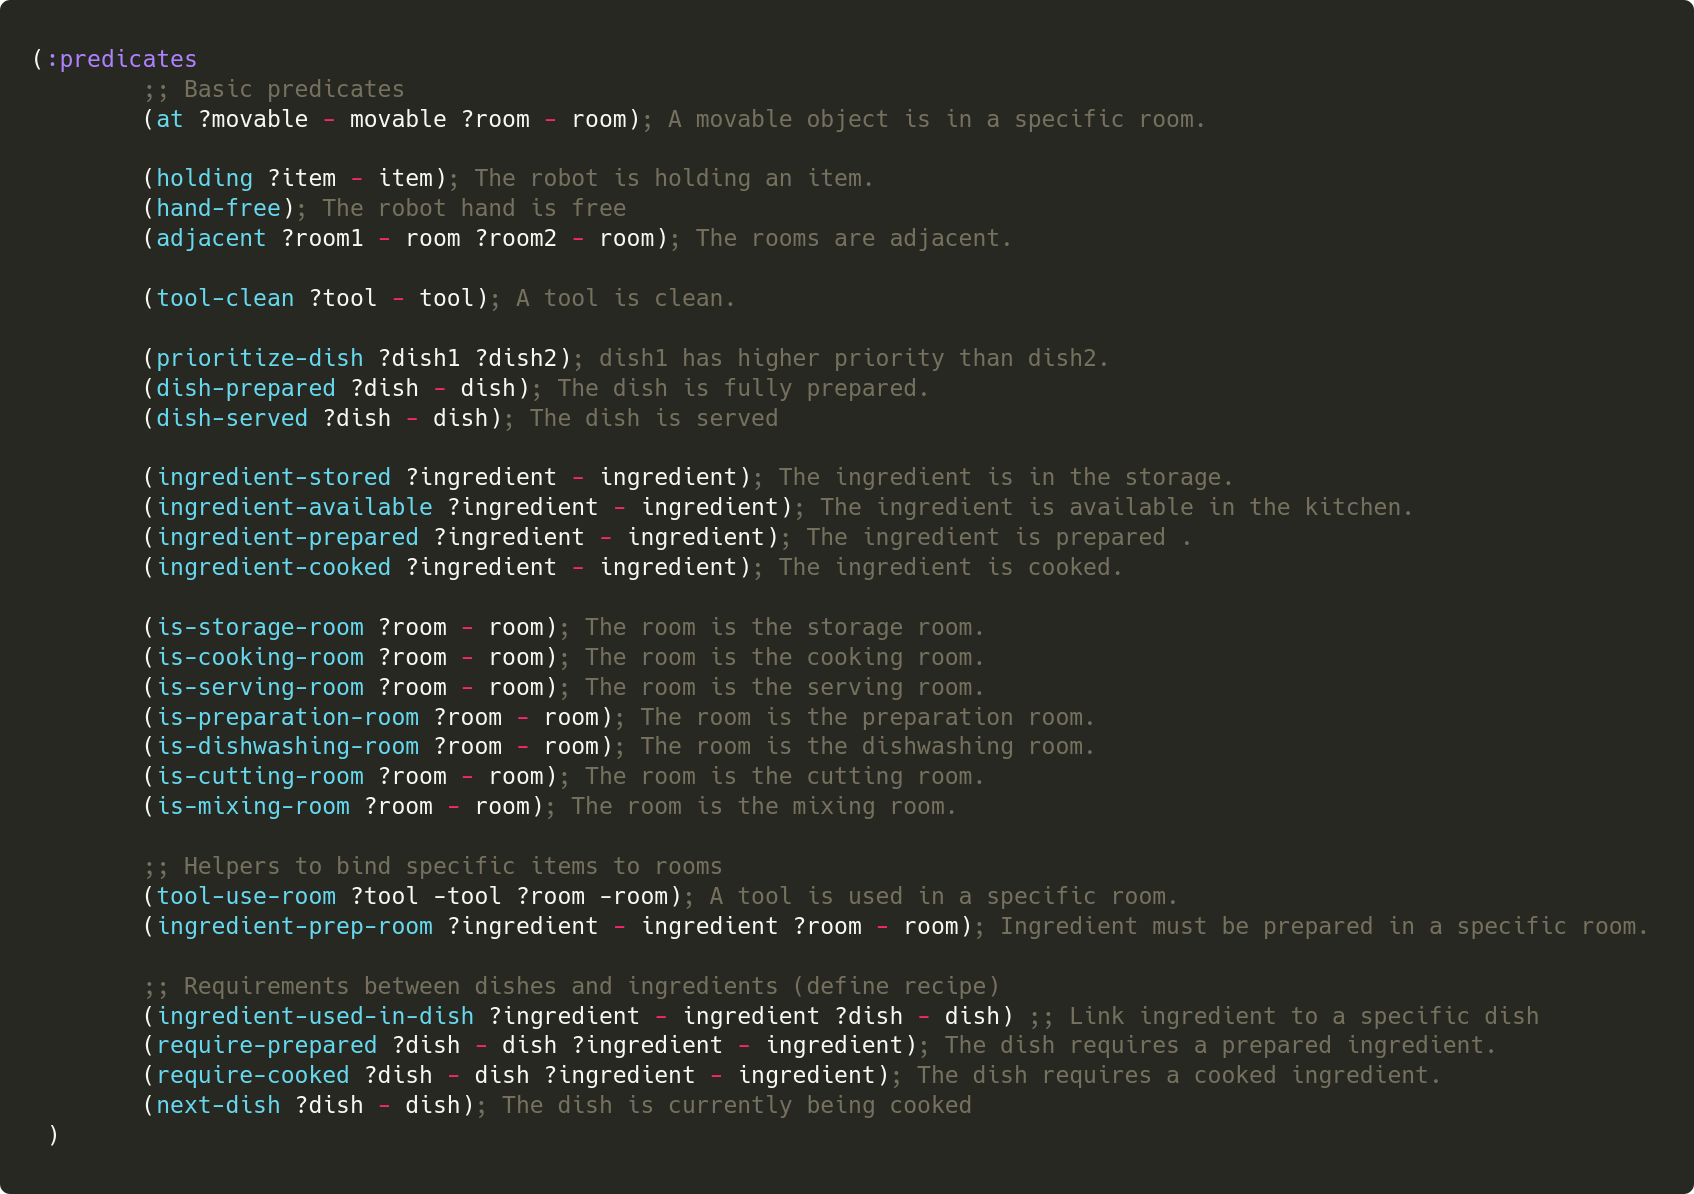 (:predicates
;; Basic predicates
(at ?movable - movable ?room - room); A movable object is in a specific room.
(holding ?item - item); The robot is holding an item.
(hand-free); The robot hand is free
(adjacent ?room1 - room ?room2 - room); The rooms are adjacent.
(tool-clean ?tool - tool); A tool is clean.
(prioritize-dish ?dish1 ?dish2); dish1 has higher priority than dish2.
(dish-prepared ?dish - dish); The dish is fully prepared.
(dish-served ?dish - dish); The dish is served
(ingredient-stored ?ingredient - ingredient); The ingredient is in the storage.
(ingredient-available ?ingredient - ingredient); The ingredient is available in the kitchen.
(ingredient-prepared ?ingredient - ingredient); The ingredient is prepared .
(ingredient-cooked ?ingredient - ingredient); The ingredient is cooked.
(is-storage-room ?room - room); The room is the storage room.
(is-cooking-room ?room - room); The room is the cooking room.
(is-serving-room ?room - room); The room is the serving room.
(is-preparation-room ?room - room); The room is the preparation room.
(is-dishwashing-room ?room - room); The room is the dishwashing room.
(is-cutting-room ?room - room); The room is the cutting room.
(is-mixing-room ?room - room); The room is the mixing room.
;; Helpers to bind specific items to rooms
(tool-use-room ?tool -tool ?room -room); A tool is used in a specific room.
(ingredient-prep-room ?ingredient - ingredient ?room - room); Ingredient must be prepared in a specific room.
;; Requirements between dishes and ingredients (define recipe)
(ingredient-used-in-dish ?ingredient - ingredient ?dish - dish) ;; Link ingredient to a specific dish
(require-prepared ?dish - dish ?ingredient - ingredient); The dish requires a prepared ingredient.
(require-cooked ?dish - dish ?ingredient - ingredient); The dish requires a cooked ingredient.
(next-dish ?dish - dish); The dish is currently being cooked
)